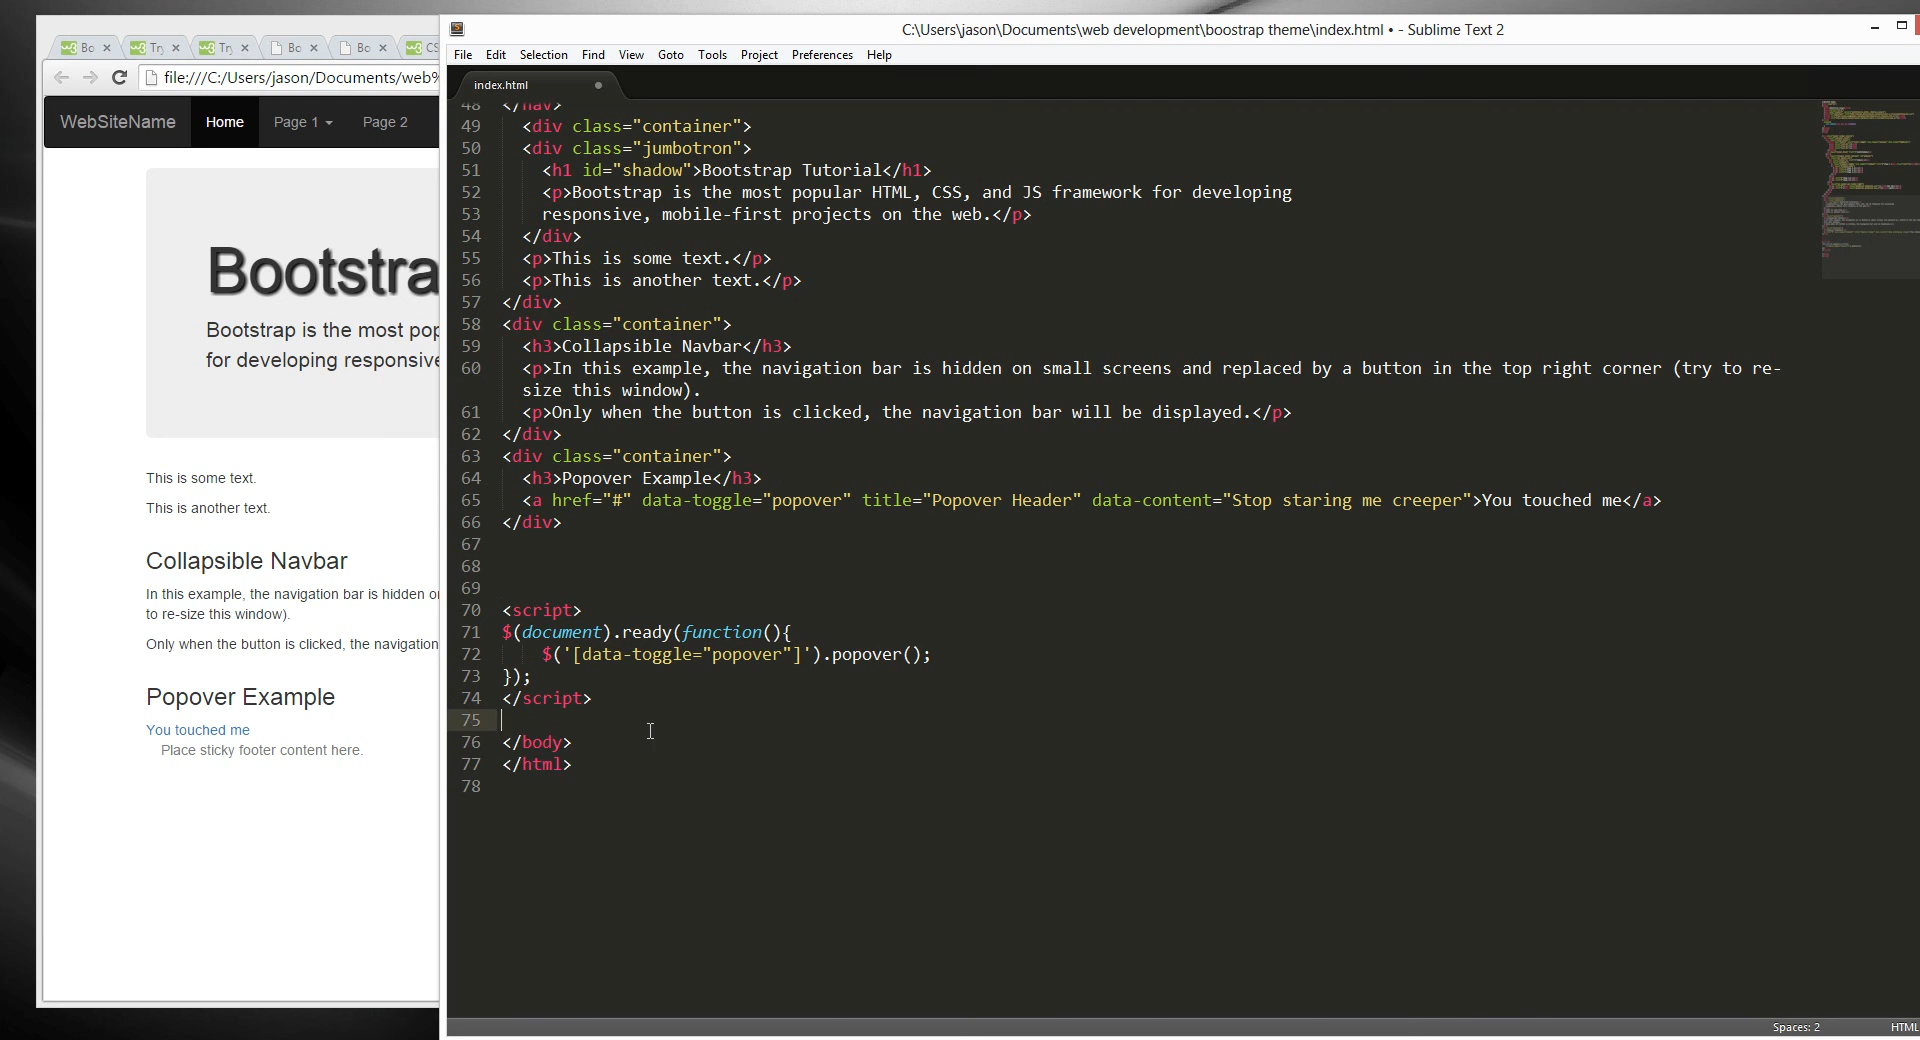 C:\Users\jason\Documents\web development\boostrap theme\index.html • - Sublime Text 2
File Edit Selection Find View Goto Tools Project Preferences Help
index.html
Bo Try Try Bo Bo CS
file:///C:/Users/jason/Documents/web%
WebSiteName Home Page 1 Page 2
Bootstra
Bootstrap is the most pop
for developing responsive
This is some text.
This is another text.
Collapsible Navbar
In this example, the navigation bar is hidden or
to re-size this window).
Only when the button is clicked, the navigation
Popover Example
You touched me
Place sticky footer content here.
48 </nav>
49 <div class="container">
50 <div class="jumbotron">
51 <h1 id="shadow">Bootstrap Tutorial</h1>
52 <p>Bootstrap is the most popular HTML, CSS, and JS framework for developing
53 responsive, mobile-first projects on the web.</p>
54 </div>
55 <p>This is some text.</p>
56 <p>This is another text.</p>
57 </div>
58 <div class="container">
59 <h3>Collapsible Navbar</h3>
60 <p>In this example, the navigation bar is hidden on small screens and replaced by a button in the top right corner (try to re-
size this window).
61 <p>Only when the button is clicked, the navigation bar will be displayed.</p>
62 </div>
63 <div class="container">
64 <h3>Popover Example</h3>
65 <a href="#" data-toggle="popover" title="Popover Header" data-content="Stop staring me creeper">You touched me</a>
66 </div>
67
68
69
70 <script>
71 $(document).ready(function(){
72 $('[data-toggle="popover"]').popover();
73 });
74 </script>
75
76 </body>
77 </html>
78
Spaces: 2 HTML